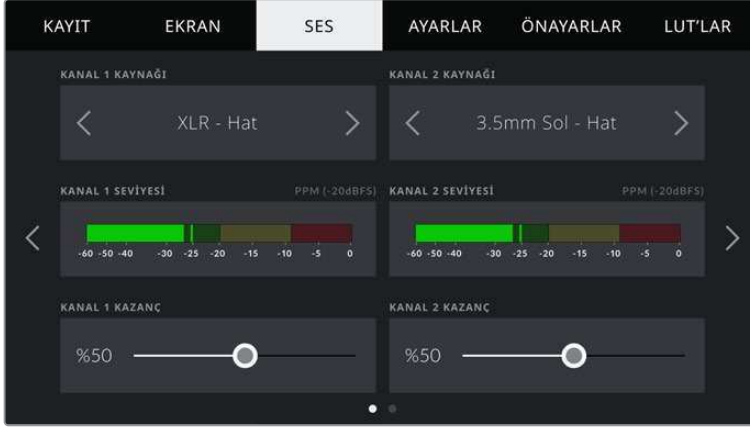 KAYIT EKRAN SES AYARLAR ÖNAYARLAR LUT'LAR
KANAL 1 KAYNAĞI KANAL 2 KAYNAĞI
XLR - Hat 3.5mm Sol - Hat
KANAL 1 SEVİYESİ PPM (-20dBFS) KANAL 2 SEVİYESİ PPM (-20dBFS)
-60 -50 -40 -30 -25 -20 -15 -10 -5 0 -60 -50 -40 -30 -25 -20 -15 -10 -5 0
KANAL 1 KAZANÇ KANAL 2 KAZANÇ
%50 %50